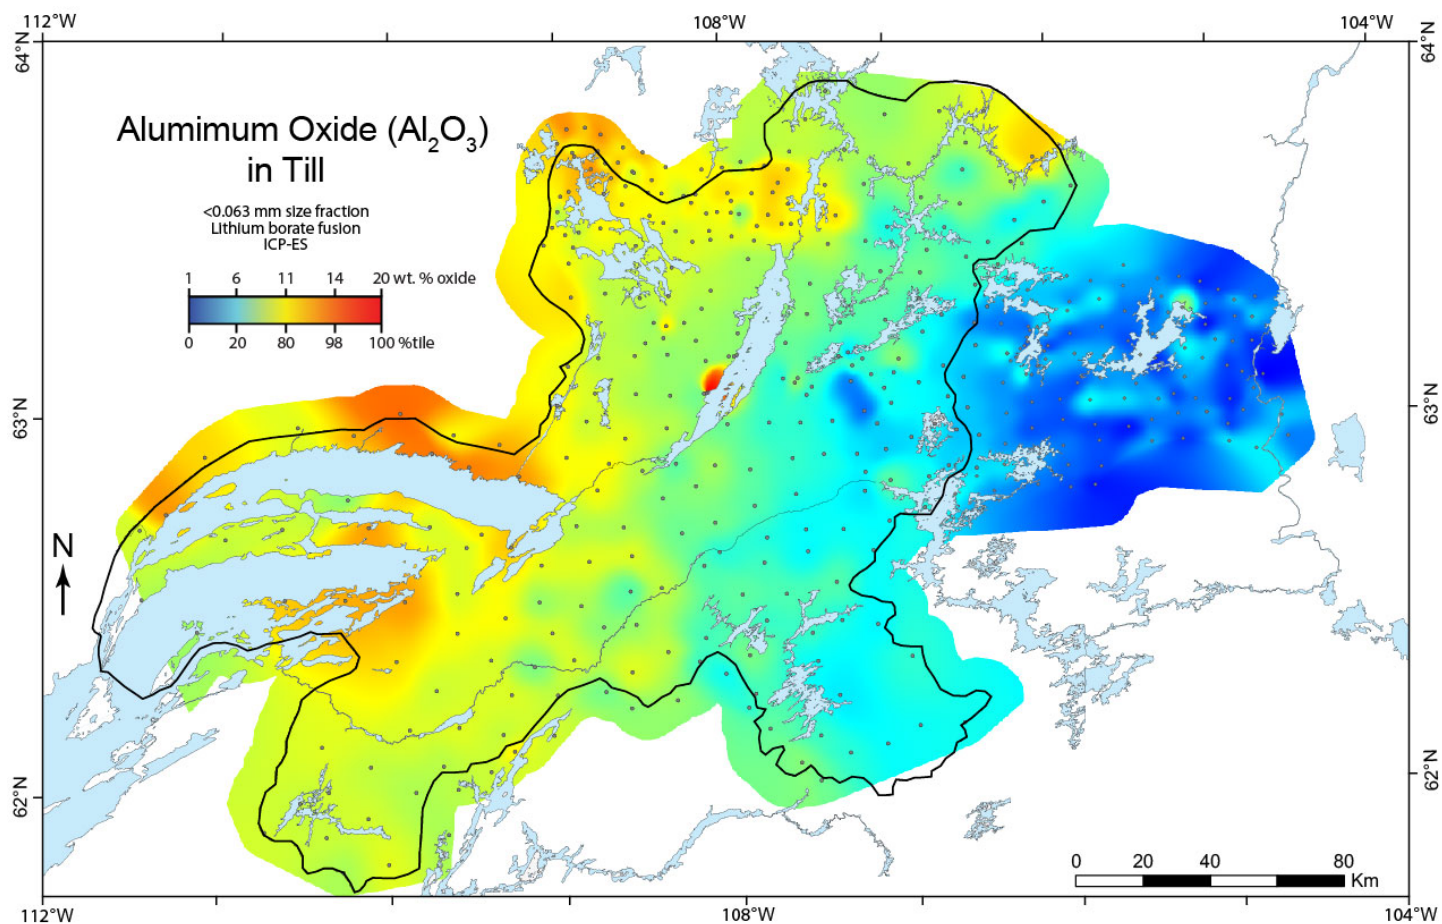 112°W 108°W 104°W
64°N 64°N
Alumimum Oxide (Al₂O₃)
in Till
<0.063 mm size fraction
Lithium borate fusion
ICP-ES
1 6 11 14 20 wt. % oxide
0 20 80 98 100 %tile
63°N 63°N
N
62°N 62°N
0 20 40 80 Km
112°W 108°W 104°W